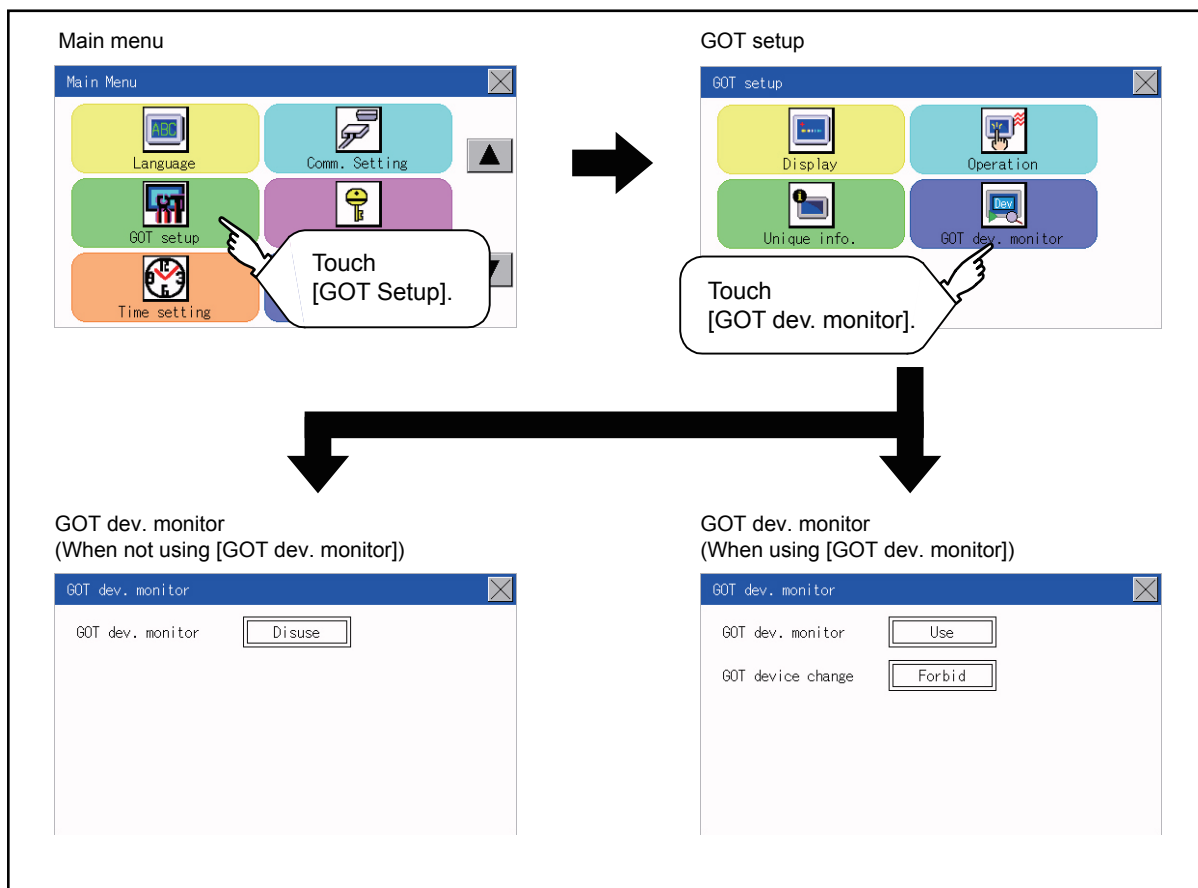 Main menu
Main Menu
ABC
Language
Comm. Setting
GOT setup
Time setting
Touch
[GOT Setup].
GOT setup
GOT setup
Display
Operation
Unique info.
Dev
GOT dev. monitor
Touch
[GOT dev. monitor].
GOT dev. monitor
(When not using [GOT dev. monitor])
GOT dev. monitor
GOT dev. monitor Disuse
GOT dev. monitor
(When using [GOT dev. monitor])
GOT dev. monitor
GOT dev. monitor Use
GOT device change Forbid